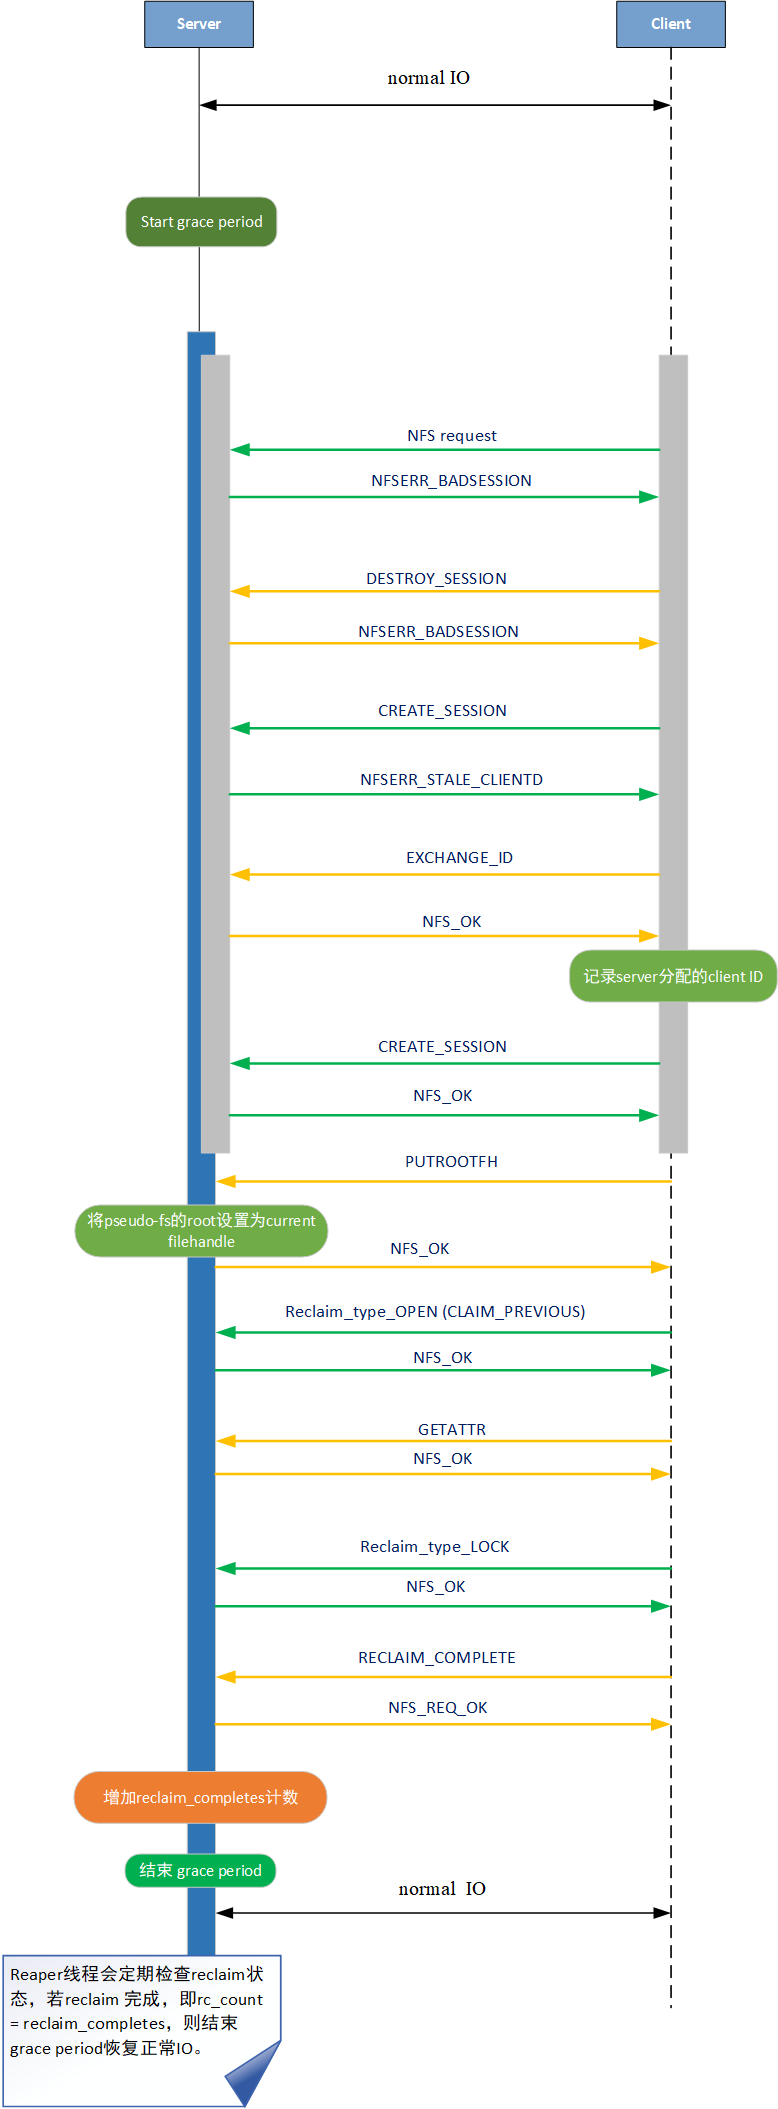 Server
Client
normal IO
Start grace period
NFS request
NFSERR_BADSESSION
DESTROY_SESSION
NFSERR_BADSESSION
CREATE_SESSION
NFSERR_STALE_CLIENTD
EXCHANGE_ID
NFS_OK
记录server分配的client ID
CREATE_SESSION
NFS_OK
PUTROOTFH
将pseudo-fs的root设置为current
filehandle
NFS_OK
Reclaim_type_OPEN (CLAIM_PREVIOUS)
NFS_OK
GETATTR
NFS_OK
Reclaim_type_LOCK
NFS_OK
RECLAIM_COMPLETE
NFS_REQ_OK
增加reclaim_completes计数
结束 grace period
normal  IO
Reaper线程会定期检查reclaim状
态，若reclaim 完成，即rc_count
= reclaim_completes，则结束
grace period恢复正常IO。